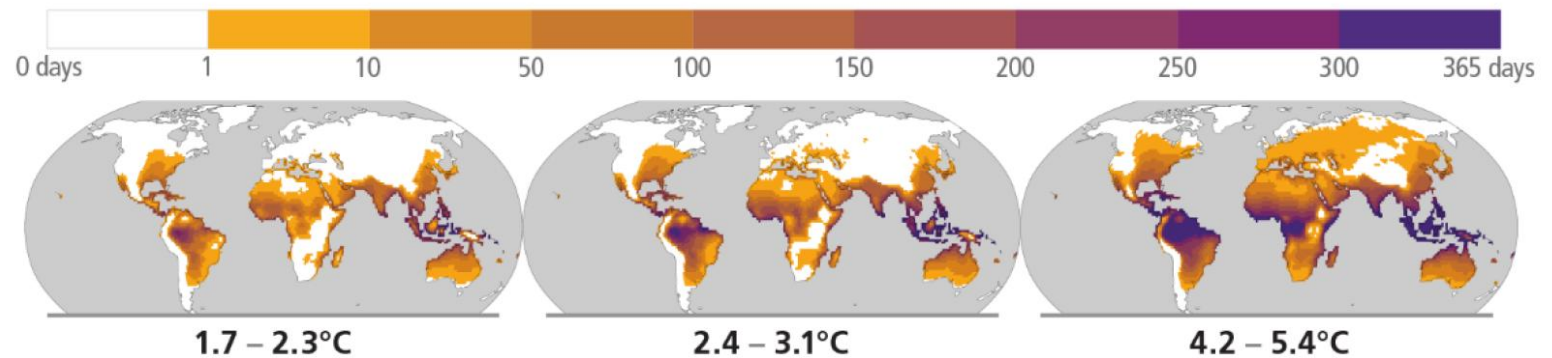 0 days 1 10 50 100 150 200 250 300 365 days
1.7 – 2.3°C 2.4 – 3.1°C 4.2 – 5.4°C